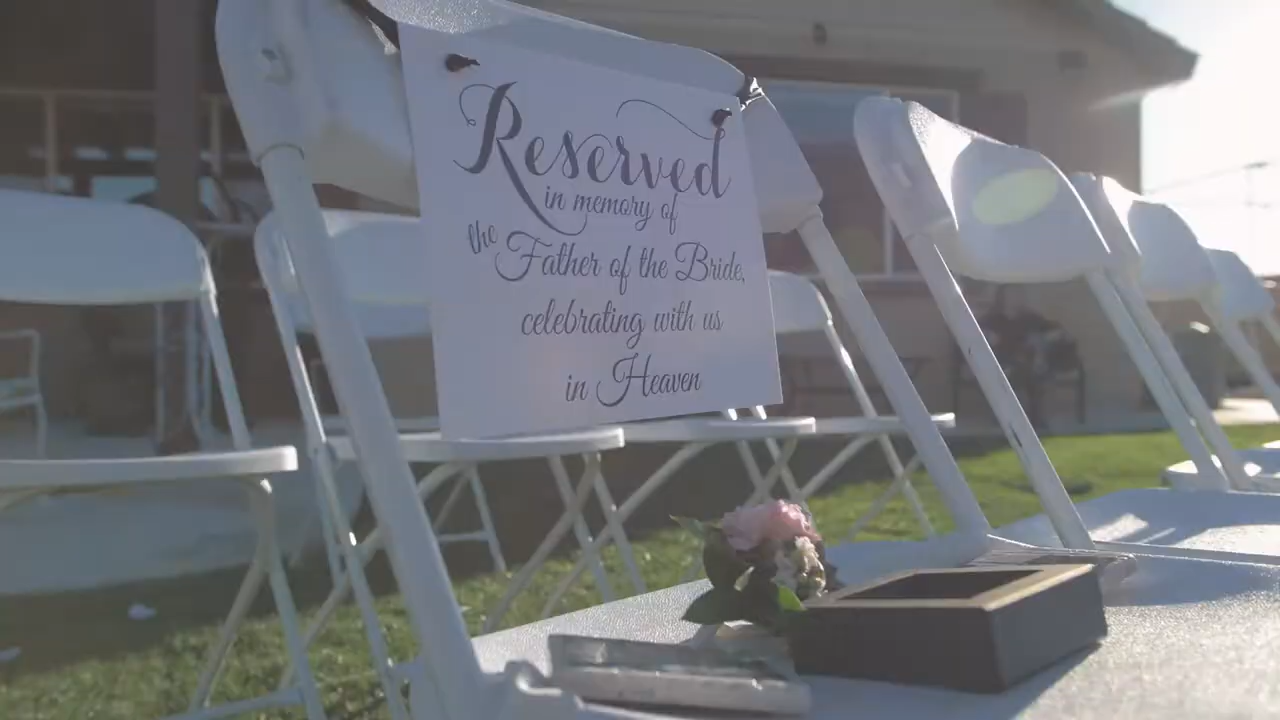 Reserved
in memory of
the Father of the Bride,
celebrating with us
in Heaven